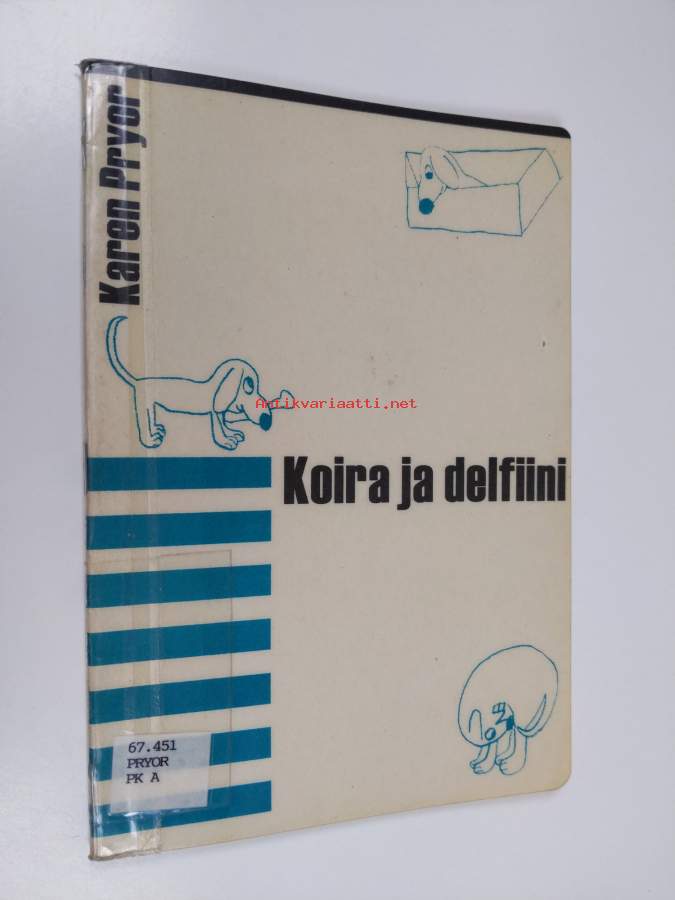 Karen Pryor
Antikvariaatti.net
Koira ja delfiini
67.451
PRYOR
PK A